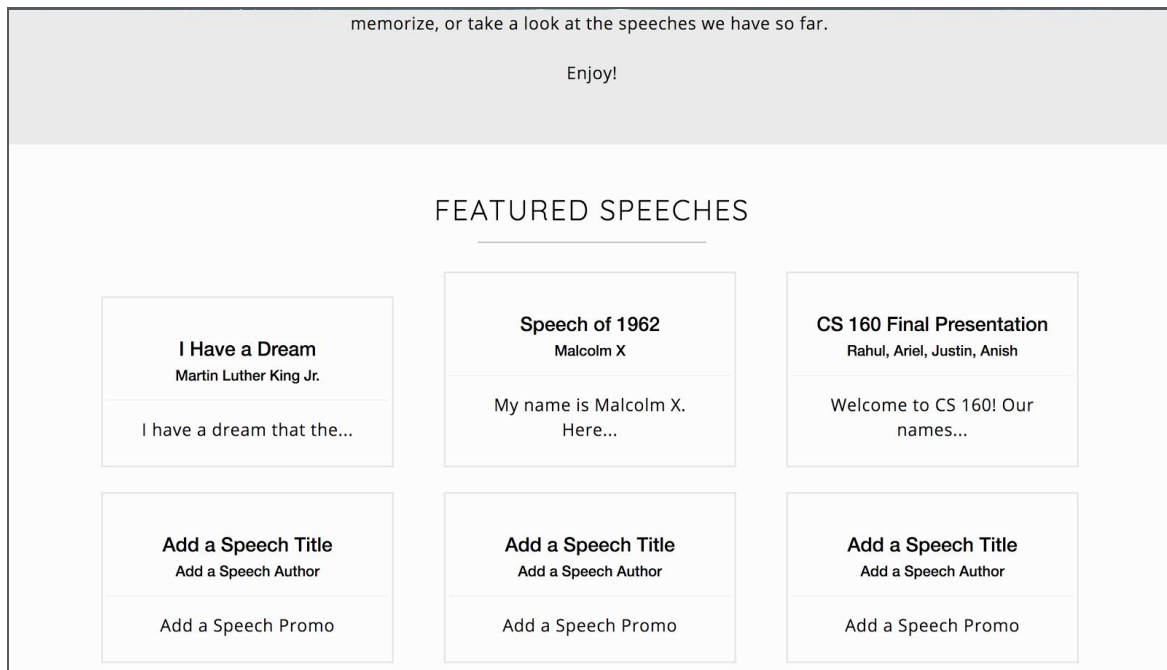 memorize, or take a look at the speeches we have so far.
Enjoy!
FEATURED SPEECHES
I Have a Dream
Martin Luther King Jr.
I have a dream that the...
Speech of 1962
Malcolm X
My name is Malcolm X.
Here...
CS 160 Final Presentation
Rahul, Ariel, Justin, Anish
Welcome to CS 160! Our
names...
Add a Speech Title
Add a Speech Author
Add a Speech Promo
Add a Speech Title
Add a Speech Author
Add a Speech Promo
Add a Speech Title
Add a Speech Author
Add a Speech Promo